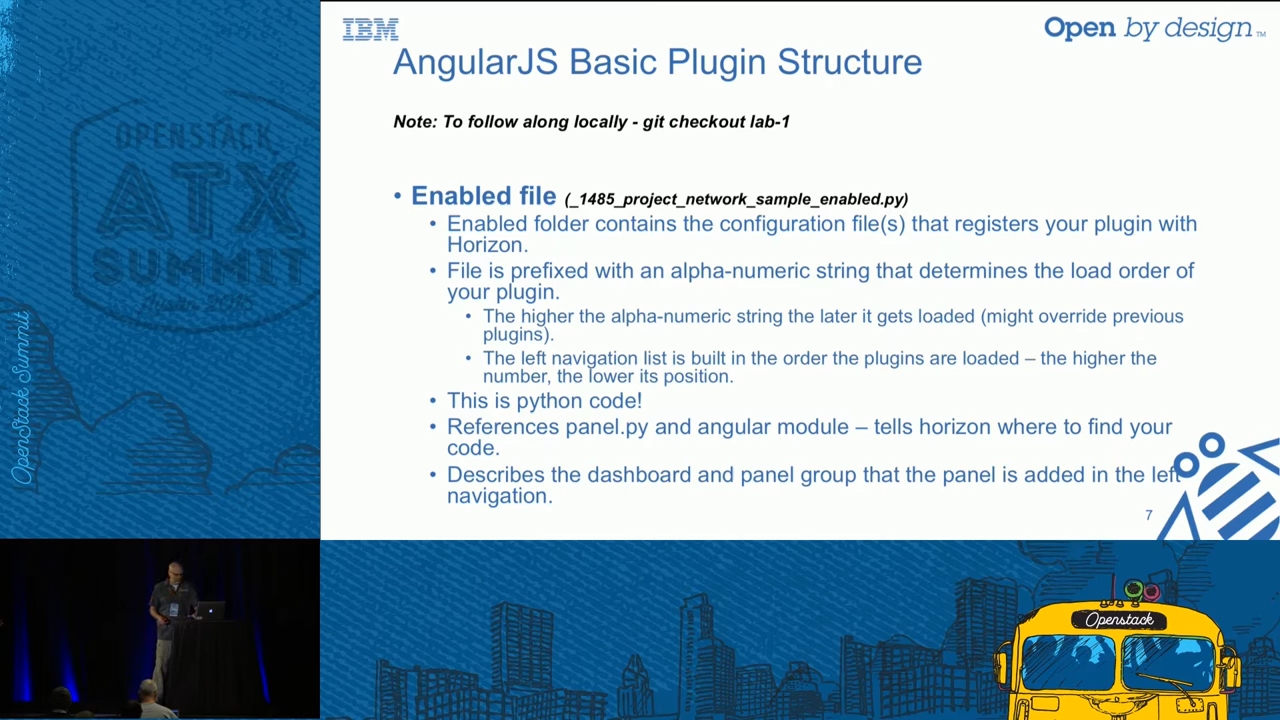 IBM
Open by design™
AngularJS Basic Plugin Structure
Note: To follow along locally - git checkout lab-1
• Enabled file (_1485_project_network_sample_enabled.py)
• Enabled folder contains the configuration file(s) that registers your plugin with
Horizon.
• File is prefixed with an alpha-numeric string that determines the load order of
your plugin.
• The higher the alpha-numeric string the later it gets loaded (might override previous
plugins).
• The left navigation list is built in the order the plugins are loaded – the higher the
number, the lower its position.
• This is python code!
• References panel.py and angular module – tells horizon where to find your
code.
• Describes the dashboard and panel group that the panel is added in the left
navigation.
7
OPENSTACK
ATX
SUMMIT
OpenStack Summit
Openstack